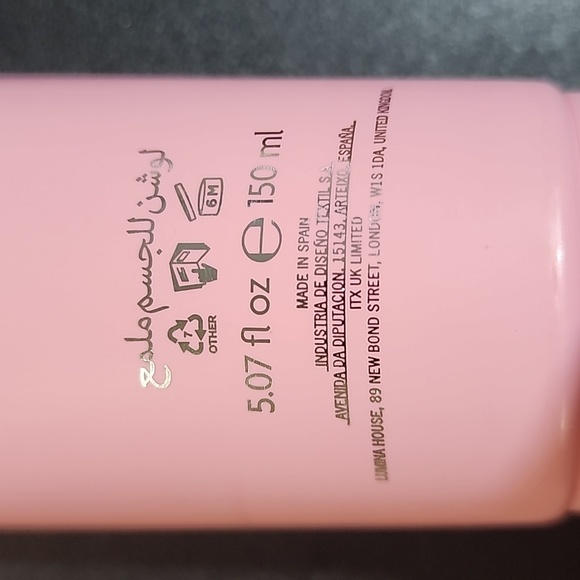 لوشن للجسم ملمع
6M
7
OTHER
5.07 fl oz e 150 ml
MADE IN SPAIN
INDUSTRIA DE DISEÑO TEXTIL S.A.
AVENIDA DA DIPUTACION, 15143, ARTEIXO, ESPAÑA.
ITX UK LIMITED
LUMINA HOUSE, 89 NEW BOND STREET, LONDON, W1S 1DA, UNITED KINGDOM